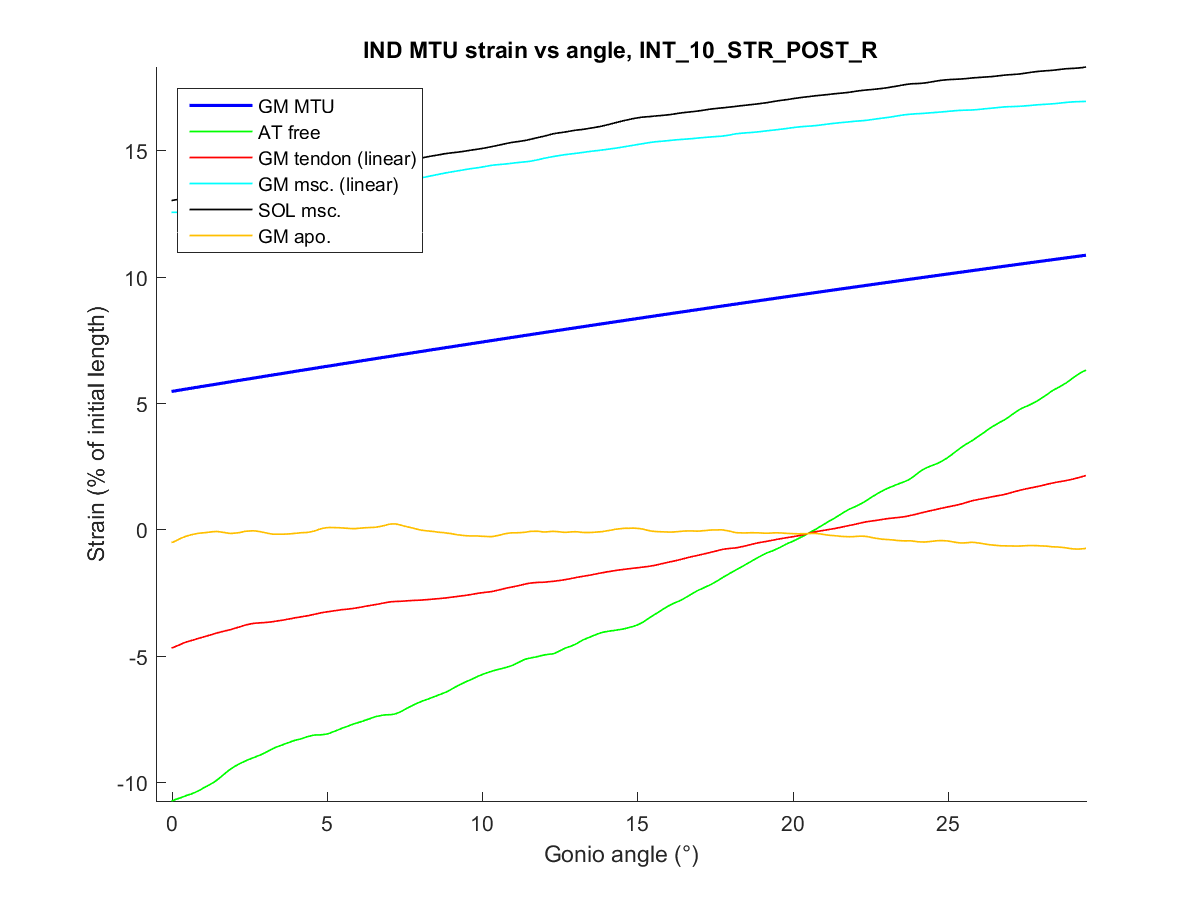 IND MTU strain vs angle, INT_10_STR_POST_R
GM MTU
AT free
GM tendon (linear)
GM msc. (linear)
SOL msc.
GM apo.
Strain (% of initial length)
15
10
5
0
-5
-10
0 5 10 15 20 25
Gonio angle (°)